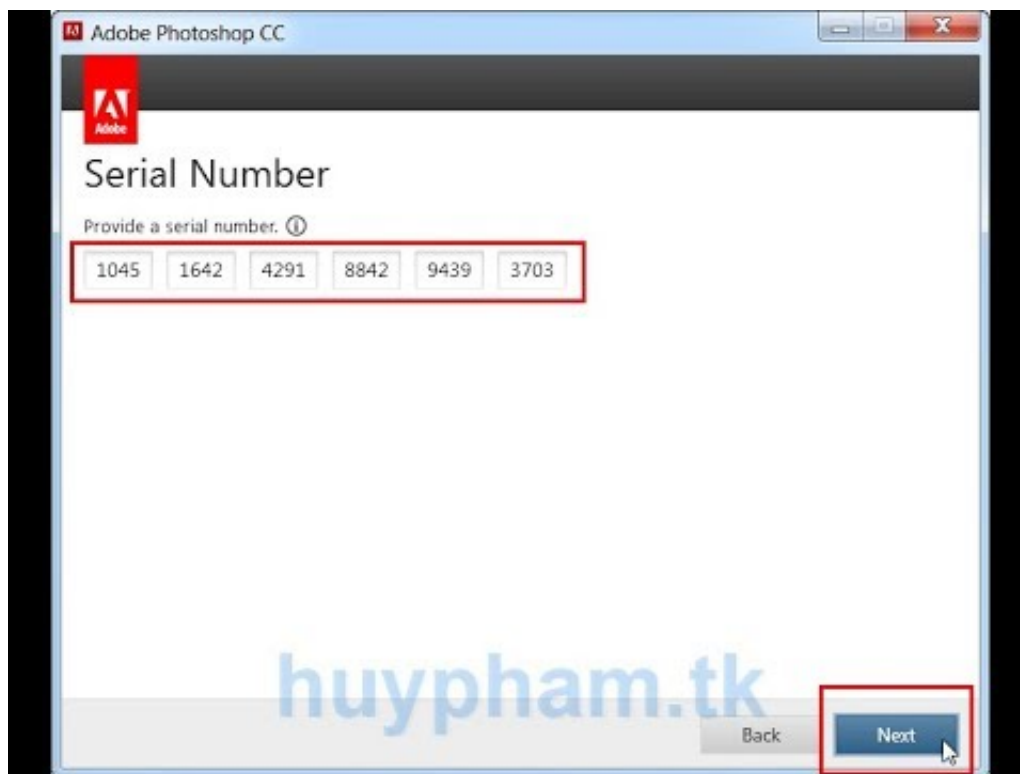 Adobe Photoshop CC
Adobe
Serial Number
Provide a serial number.
1045 1642 4291 8842 9439 3703
huypham.tk
Back Next